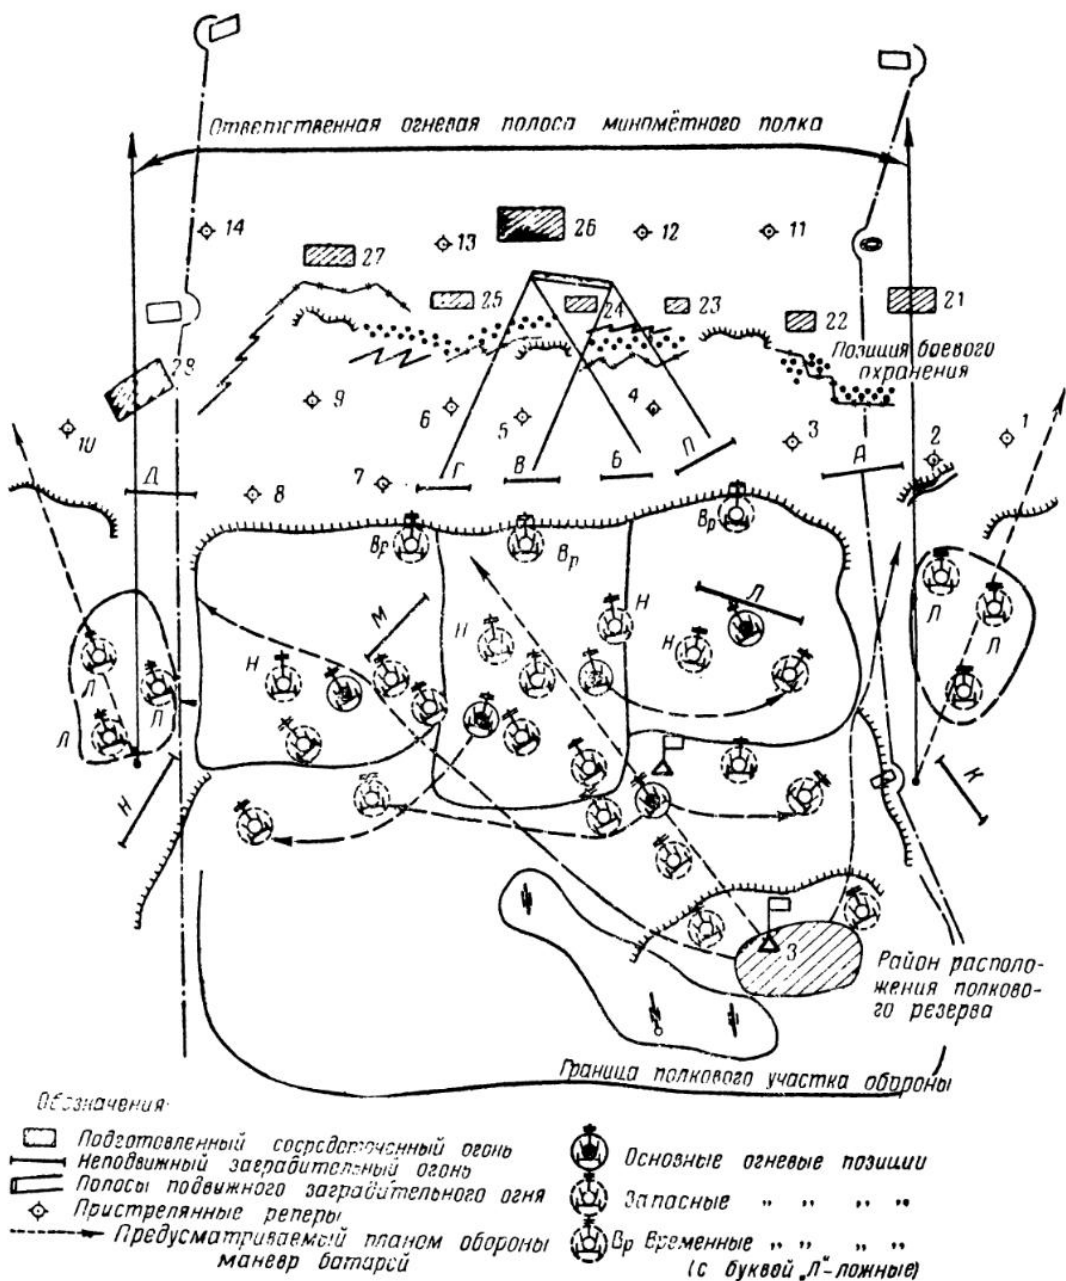 Ответственная огневая полоса миномётного полка
14
13
26
12
11
27
25
24
23
22
21
Позиция боевого
охранения
28
9
6
5
4
3
2
1
10
7
8
Д
Г
В
Б
П
А
Вр
Вр
Вр
М
Н
Н
Л
Н
Н
Л
Л
Л
Л
Л
Н
К
З
Район располо-
жения полково-
го резерва
Граница полкового участка обороны
Обозначения:
Подготовленный сосредоточенный огонь
Неподвижный заградительный огонь
Полосы подвижного заградительного огня
Пристрелянные реперы
Предусматриваемый планом обороны
маневр батарей
Основные огневые позиции
Запасные " " " "
Вр Временные " " " "
(с буквой „Л"-ложные)